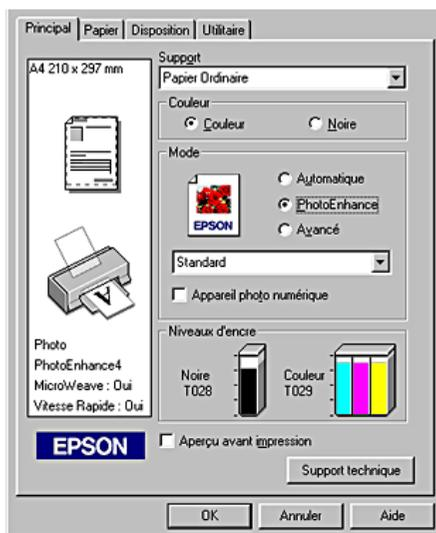 Principal Papier Disposition Utilitaire
A4 210 x 297 mm
A
Photo
PhotoEnhance4
MicroWeave : Oui
Vitesse Rapide : Oui
EPSON
Support
Papier Ordinaire
Couleur
Couleur Noire
Mode
EPSON
Automatique
PhotoEnhance
Avancé
Standard
Appareil photo numérique
Niveaux d'encre
Noire
T028
Couleur
T029
Aperçu avant impression
Support technique
OK Annuler Aide